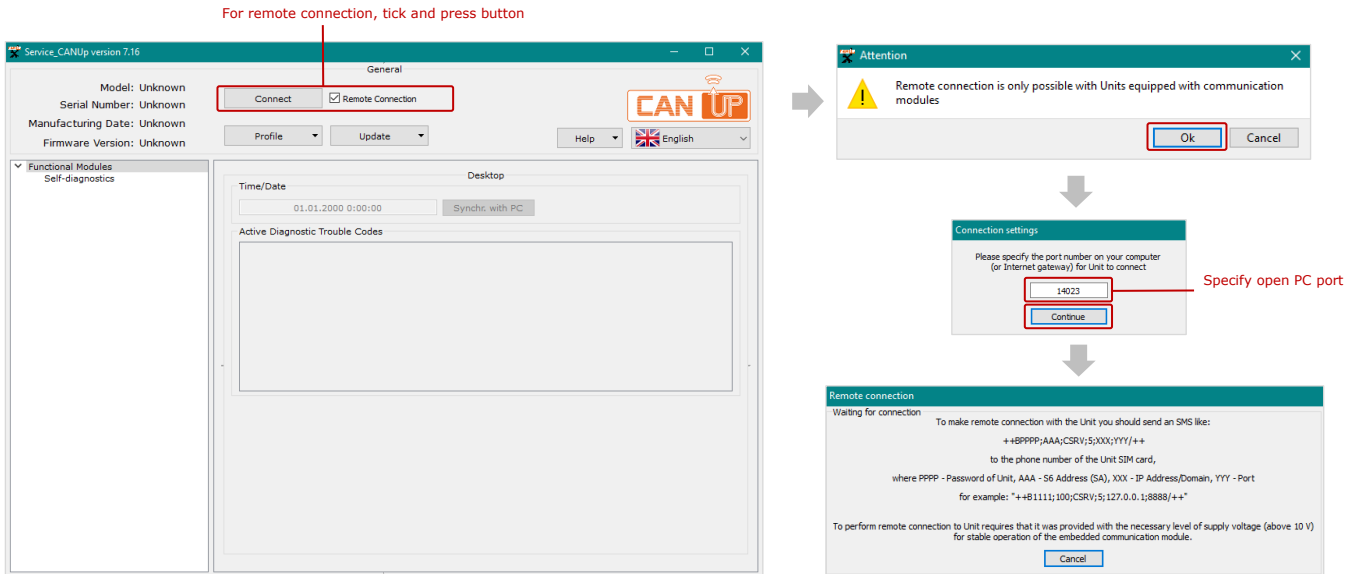 For remote connection, tick and press button
Service_CANUp version 7.16
General
Model: Unknown
Serial Number: Unknown
Manufacturing Date: Unknown
Firmware Version: Unknown
Connect
Remote Connection
CAN UP
Profile
Update
Help
English
Functional Modules
Self-diagnostics
Desktop
Time/Date
01.01.2000 0:00:00
Synchr. with PC
Active Diagnostic Trouble Codes
Attention
Remote connection is only possible with Units equipped with communication
modules
Ok
Cancel
Connection settings
Please specify the port number on your computer
(or Internet gateway) for Unit to connect
14023
Continue
Specify open PC port
Remote connection
Waiting for connection
To make remote connection with the Unit you should send an SMS like:
++BPPPP;AAA;CSRV;5;XXX;YYY/++
to the phone number of the Unit SIM card,
where PPPP - Password of Unit, AAA - S6 Address (SA), XXX - IP Address/Domain, YYY - Port
for example: "++B1111;100;CSRV;5;127.0.0.1;8888/++"
To perform remote connection to Unit requires that it was provided with the necessary level of supply voltage (above 10 V)
for stable operation of the embedded communication module.
Cancel